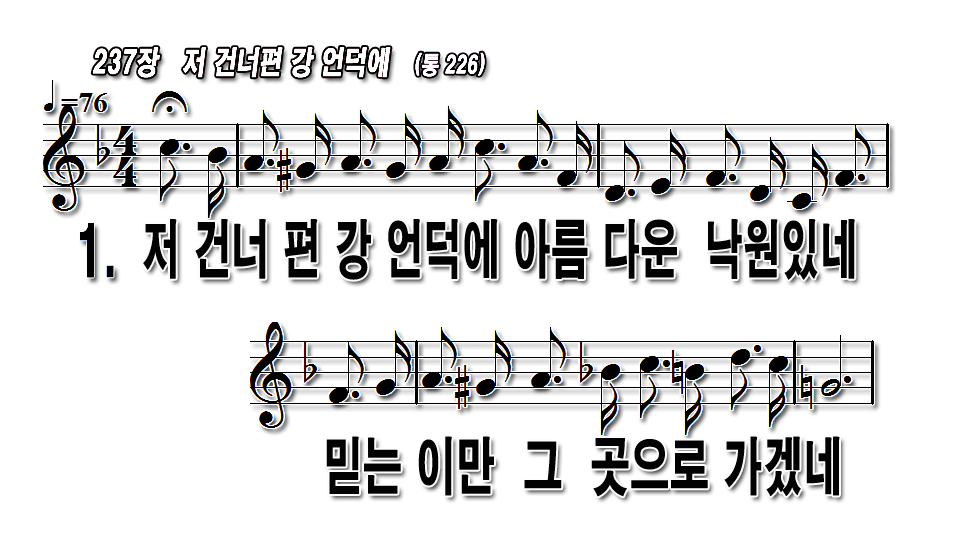 237장 저 건너편 강 언덕에 (통 226)
♩=76
4
4
1. 저 건너 편 강 언덕에 아름 다운 낙원있네
믿는 이만 그 곳으로 가겠네